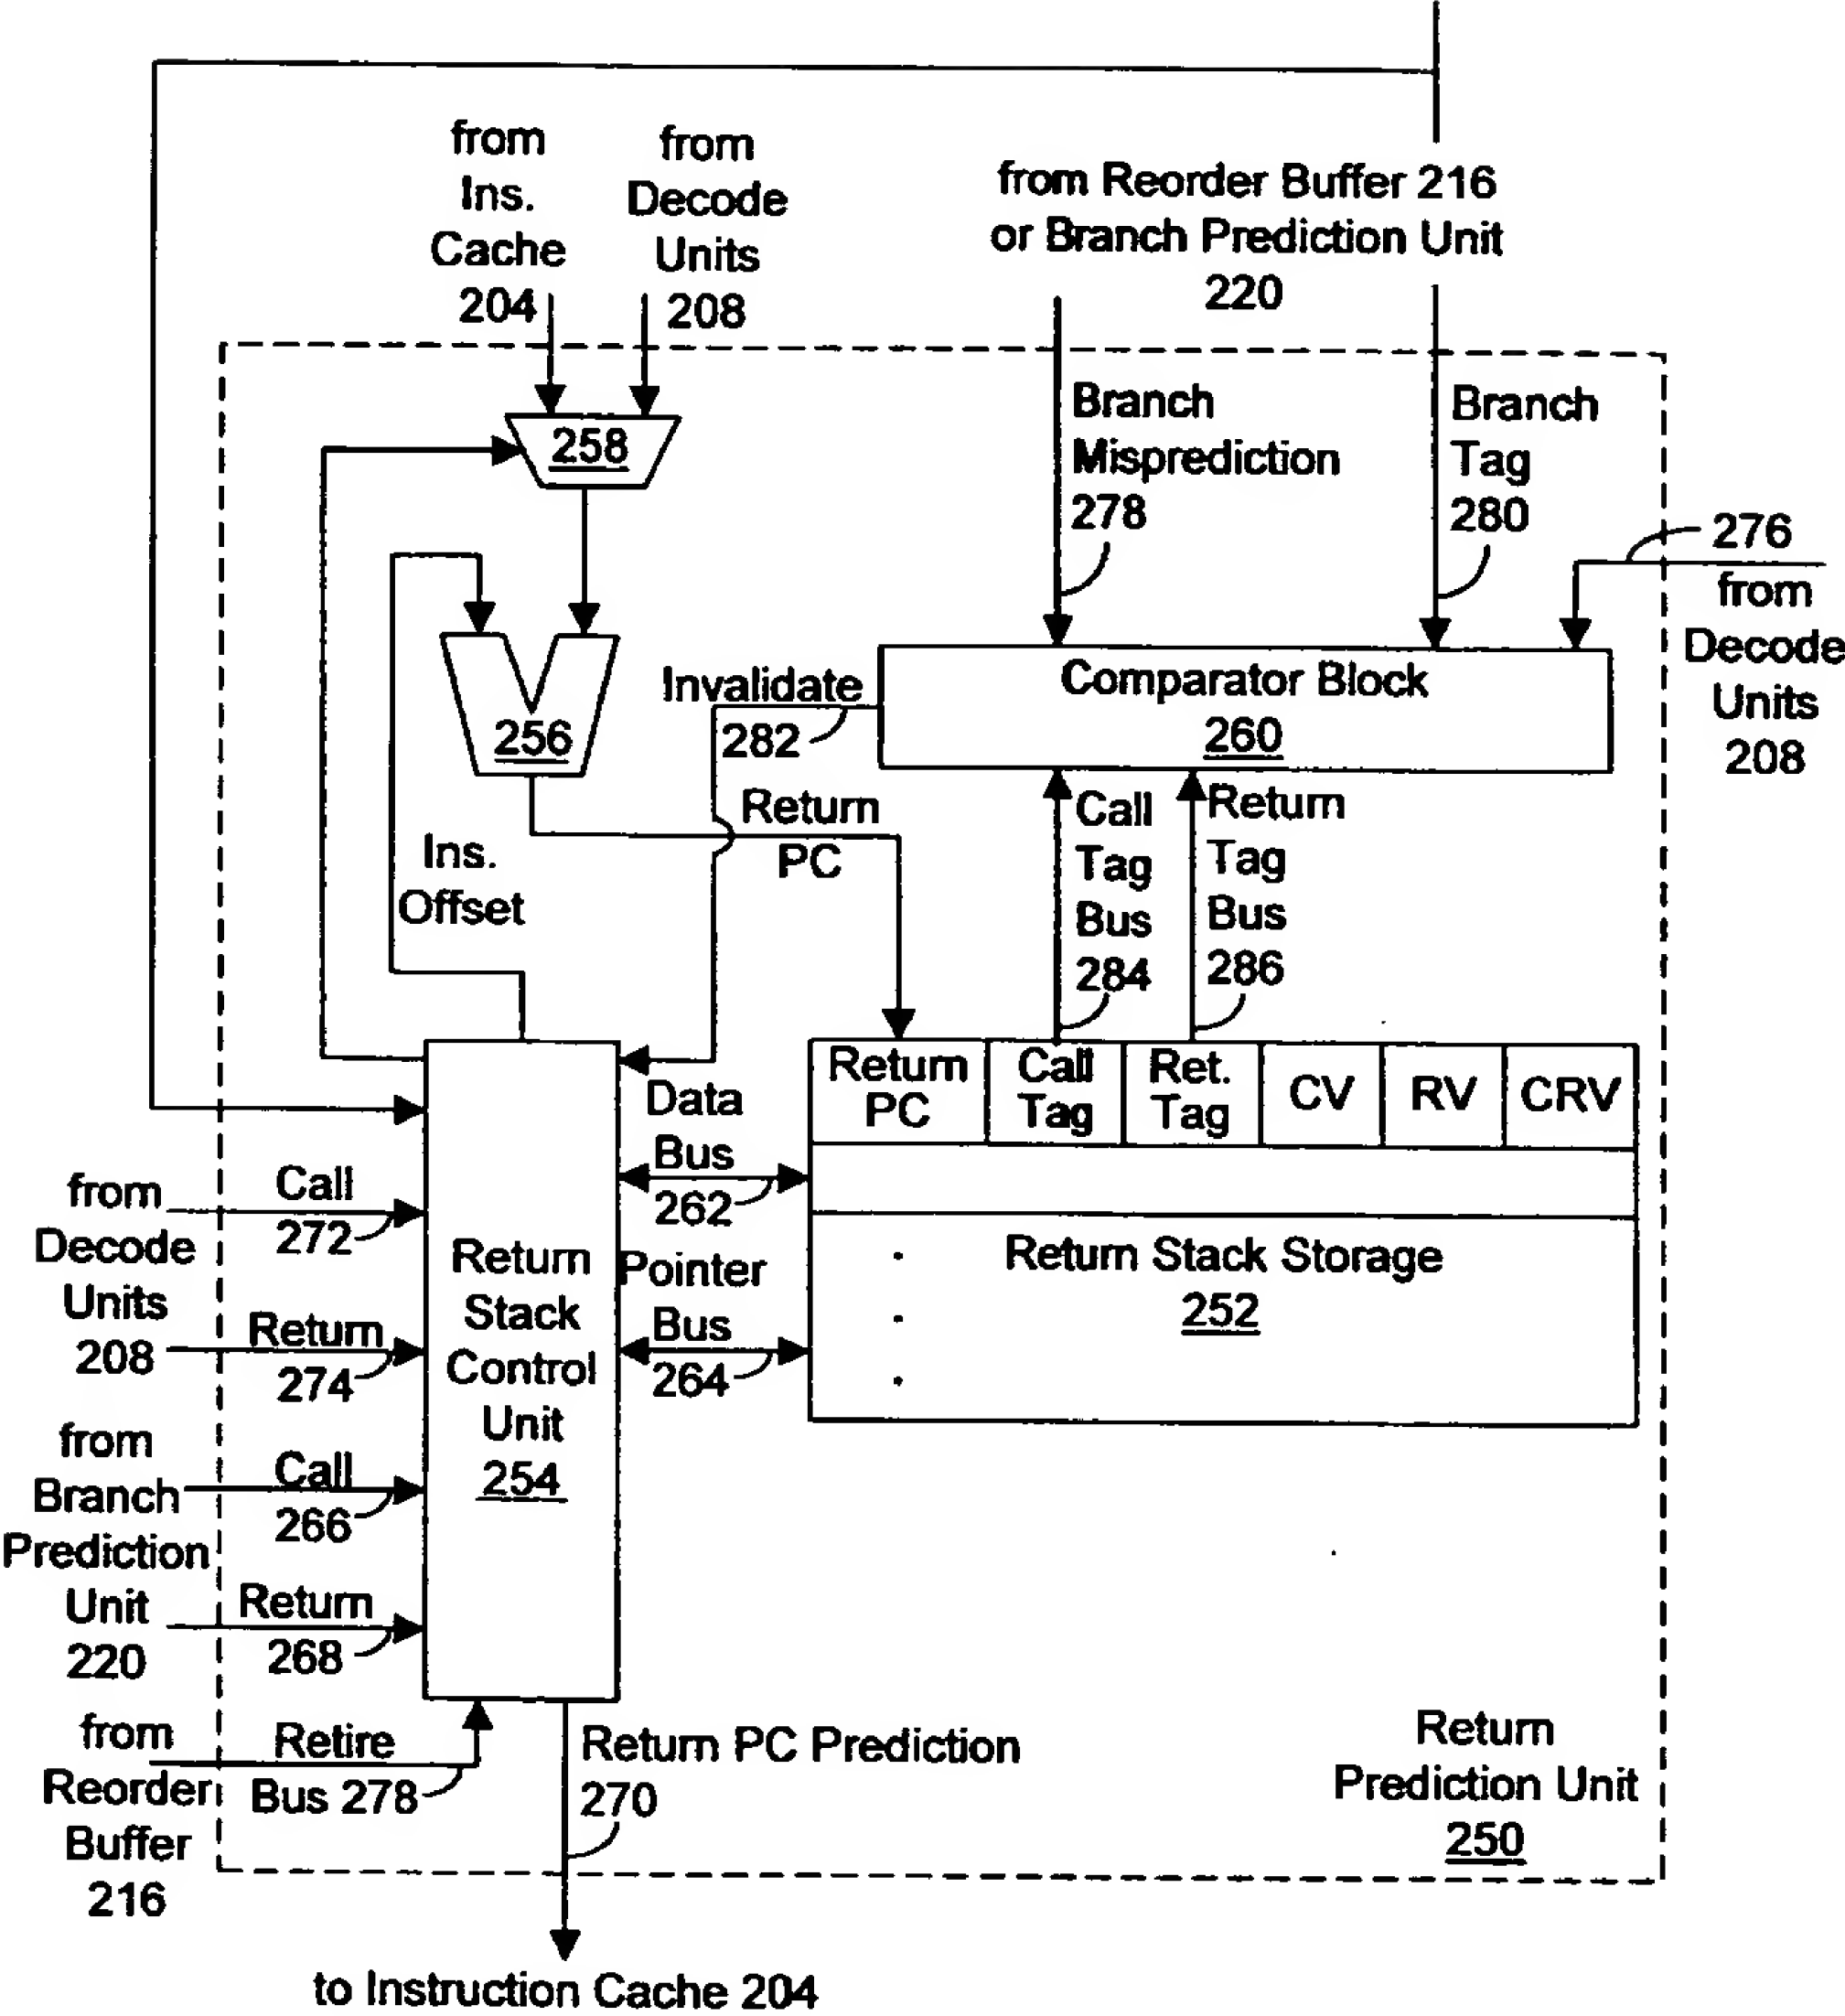 from
Ins.
Cache
204
from
Decode
Units
208
from Reorder Buffer 216
or Branch Prediction Unit
220
258
Branch
Misprediction
278
Branch
Tag
280
276
from
Decode
Units
208
256
Invalidate
282
Comparator Block
260
Return
PC
Ins.
Offset
Call
Tag
Bus
284
Return
Tag
Bus
286
Return
PC
Call
Tag
Ret.
Tag
CV
RV
CRV
Data
Bus
262
Pointer
Bus
264
Return Stack Storage
252
Return
Stack
Control
Unit
254
from
Decode
Units
208
Call
272
Return
274
from
Branch
Prediction
Unit
220
Call
266
Return
268
from
Reorder
Buffer
216
Retire
Bus 278
Return PC Prediction
270
Return
Prediction Unit
250
to Instruction Cache 204